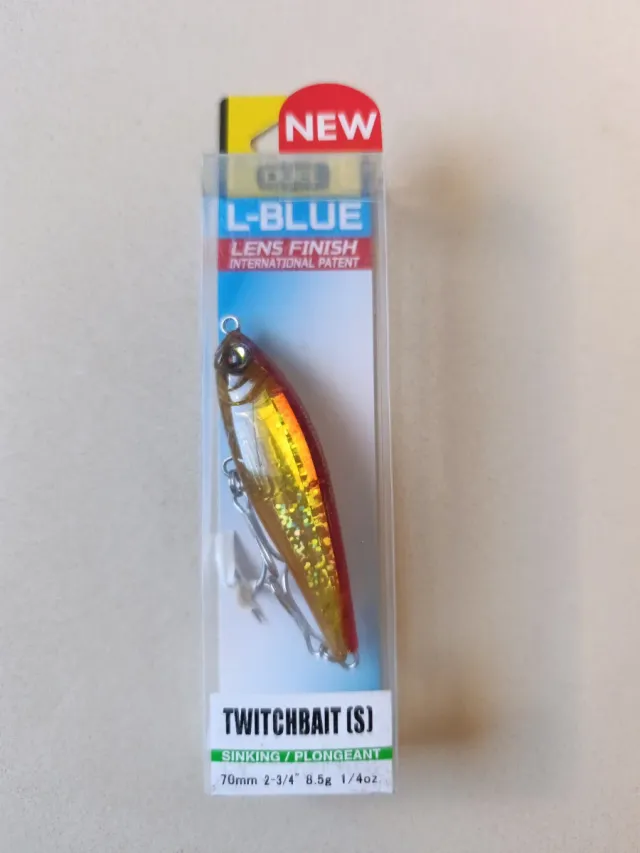 NEW
L-BLUE
LENS FINISH
INTERNATIONAL PATENT
TWITCHBAIT (S)
SINKING / PLONGEANT
70mm 2-3/4" 8.5g 1/4oz.